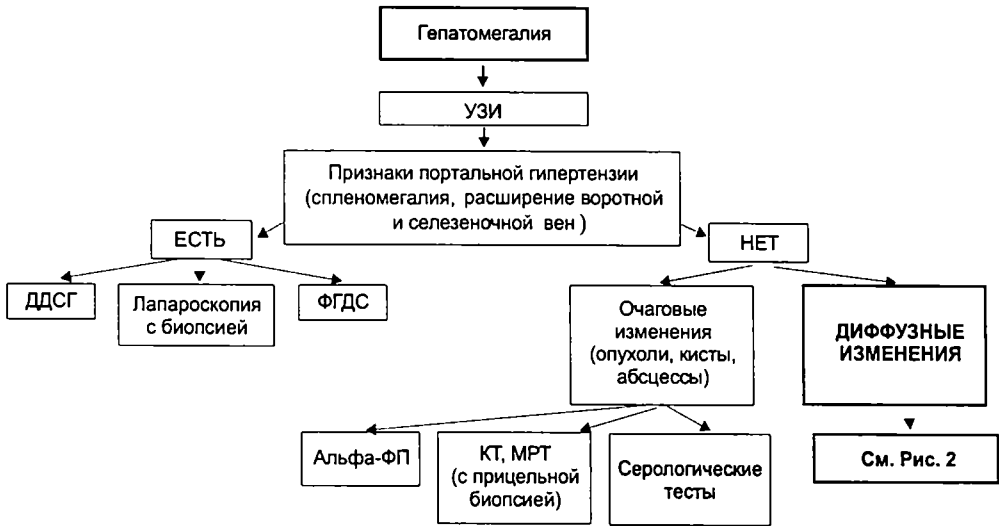 Гепатомегалия
УЗИ
Признаки портальной гипертензии
(спленомегалия, расширение воротной
и селезеночной вен )
ЕСТЬ
НЕТ
ДДСГ
Лапароскопия
с биопсией
ФГДС
Очаговые
изменения
(опухоли, кисты,
абсцессы)
ДИФФУЗНЫЕ
ИЗМЕНЕНИЯ
Альфа-ФП
КТ, МРТ
(с прицельной
биопсией)
Серологические
тесты
См. Рис. 2